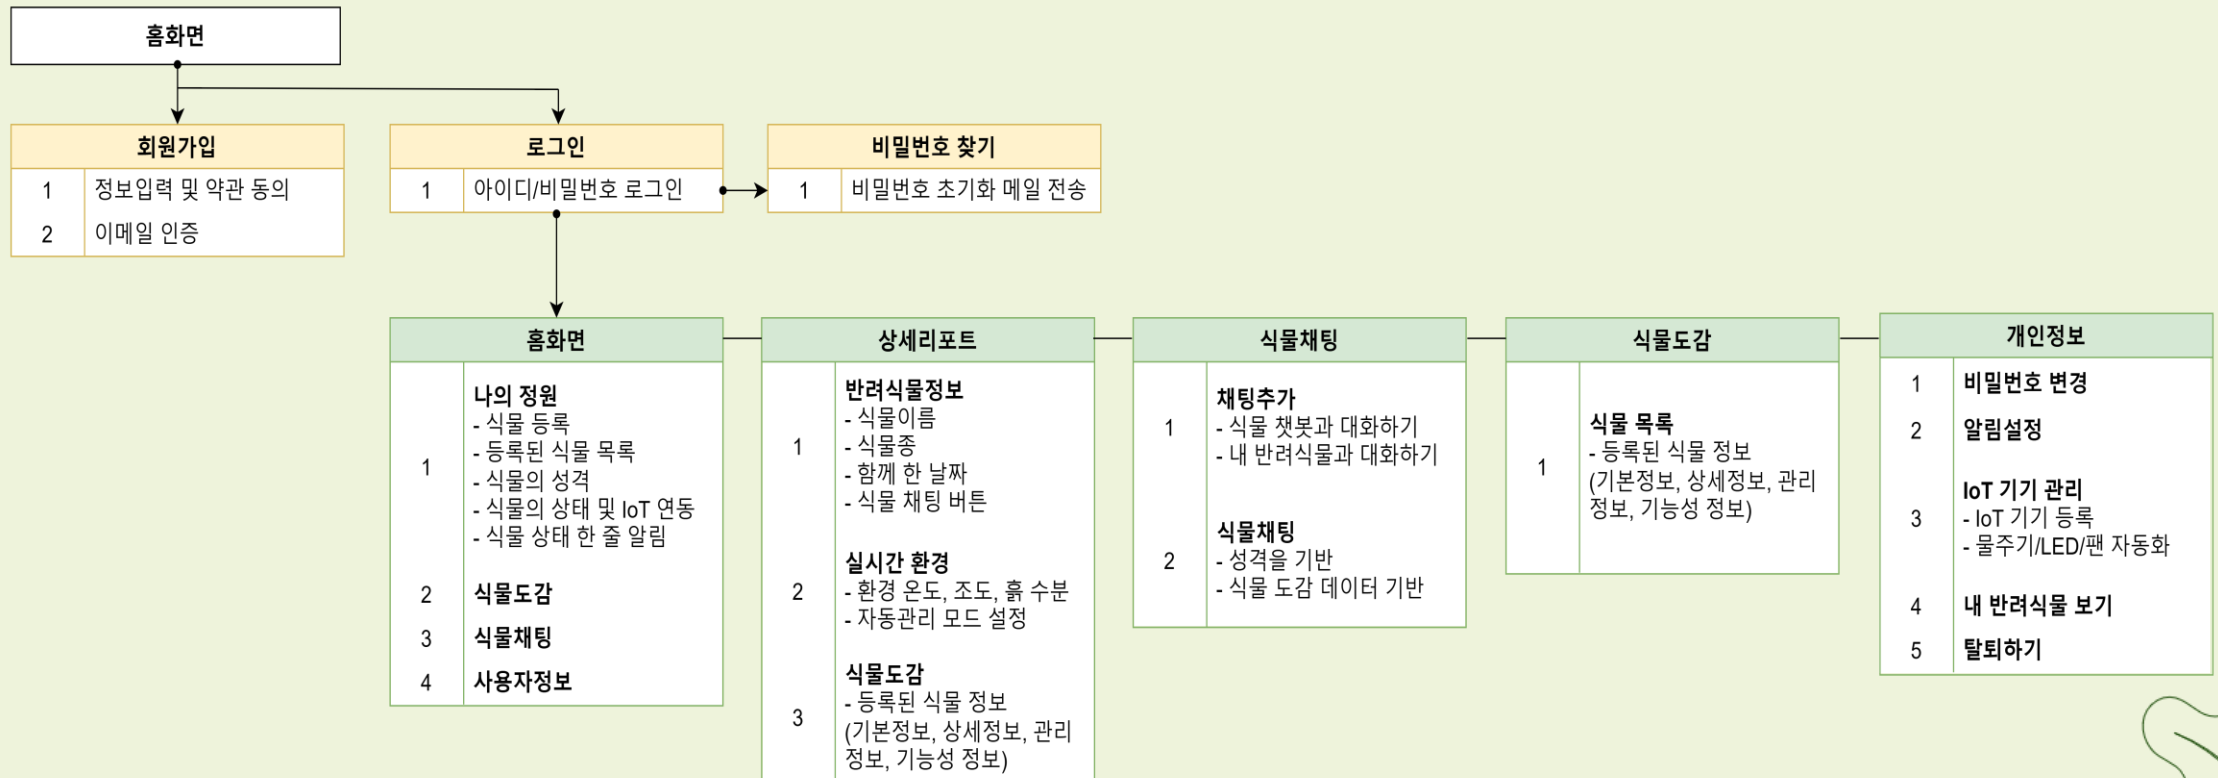 홈화면
회원가입
1 정보입력 및 약관 동의
2 이메일 인증
로그인
1 아이디/비밀번호 로그인
비밀번호 찾기
1 비밀번호 초기화 메일 전송
홈화면
1
나의 정원
- 식물 등록
- 등록된 식물 목록
- 식물의 성격
- 식물의 상태 및 IoT 연동
- 식물 상태 한 줄 알림
2 식물도감
3 식물채팅
4 사용자정보
상세리포트
1
반려식물정보
- 식물이름
- 식물종
- 함께 한 날짜
- 식물 채팅 버튼
2
실시간 환경
- 환경 온도, 조도, 흙 수분
- 자동관리 모드 설정
3
식물도감
- 등록된 식물 정보
(기본정보, 상세정보, 관리
정보, 기능성 정보)
식물채팅
1
채팅추가
- 식물 챗봇과 대화하기
- 내 반려식물과 대화하기
2
식물채팅
- 성격을 기반
- 식물 도감 데이터 기반
식물도감
1
식물 목록
- 등록된 식물 정보
(기본정보, 상세정보, 관리
정보, 기능성 정보)
개인정보
1 비밀번호 변경
2 알림설정
3
IoT 기기 관리
- IoT 기기 등록
- 물주기/LED/팬 자동화
4 내 반려식물 보기
5 탈퇴하기